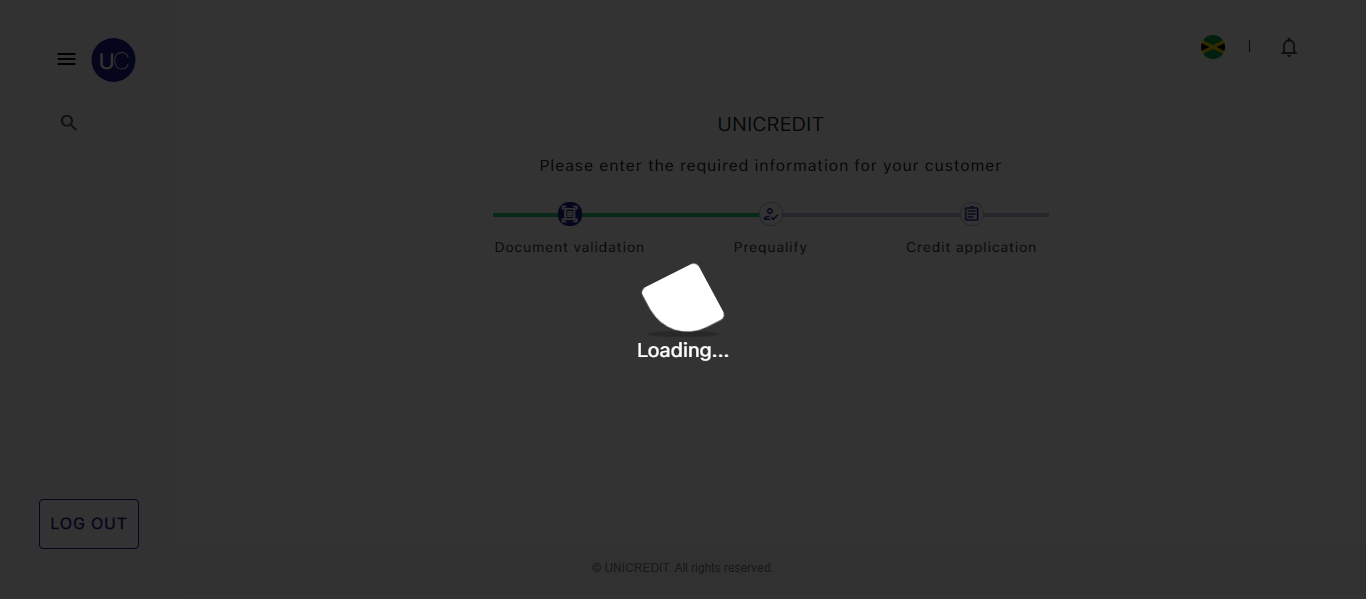 UC
UNICREDIT
Please enter the required information for your customer
Document validation
Prequalify
Credit application
Loading...
LOG OUT
© UNICREDIT. All rights reserved.